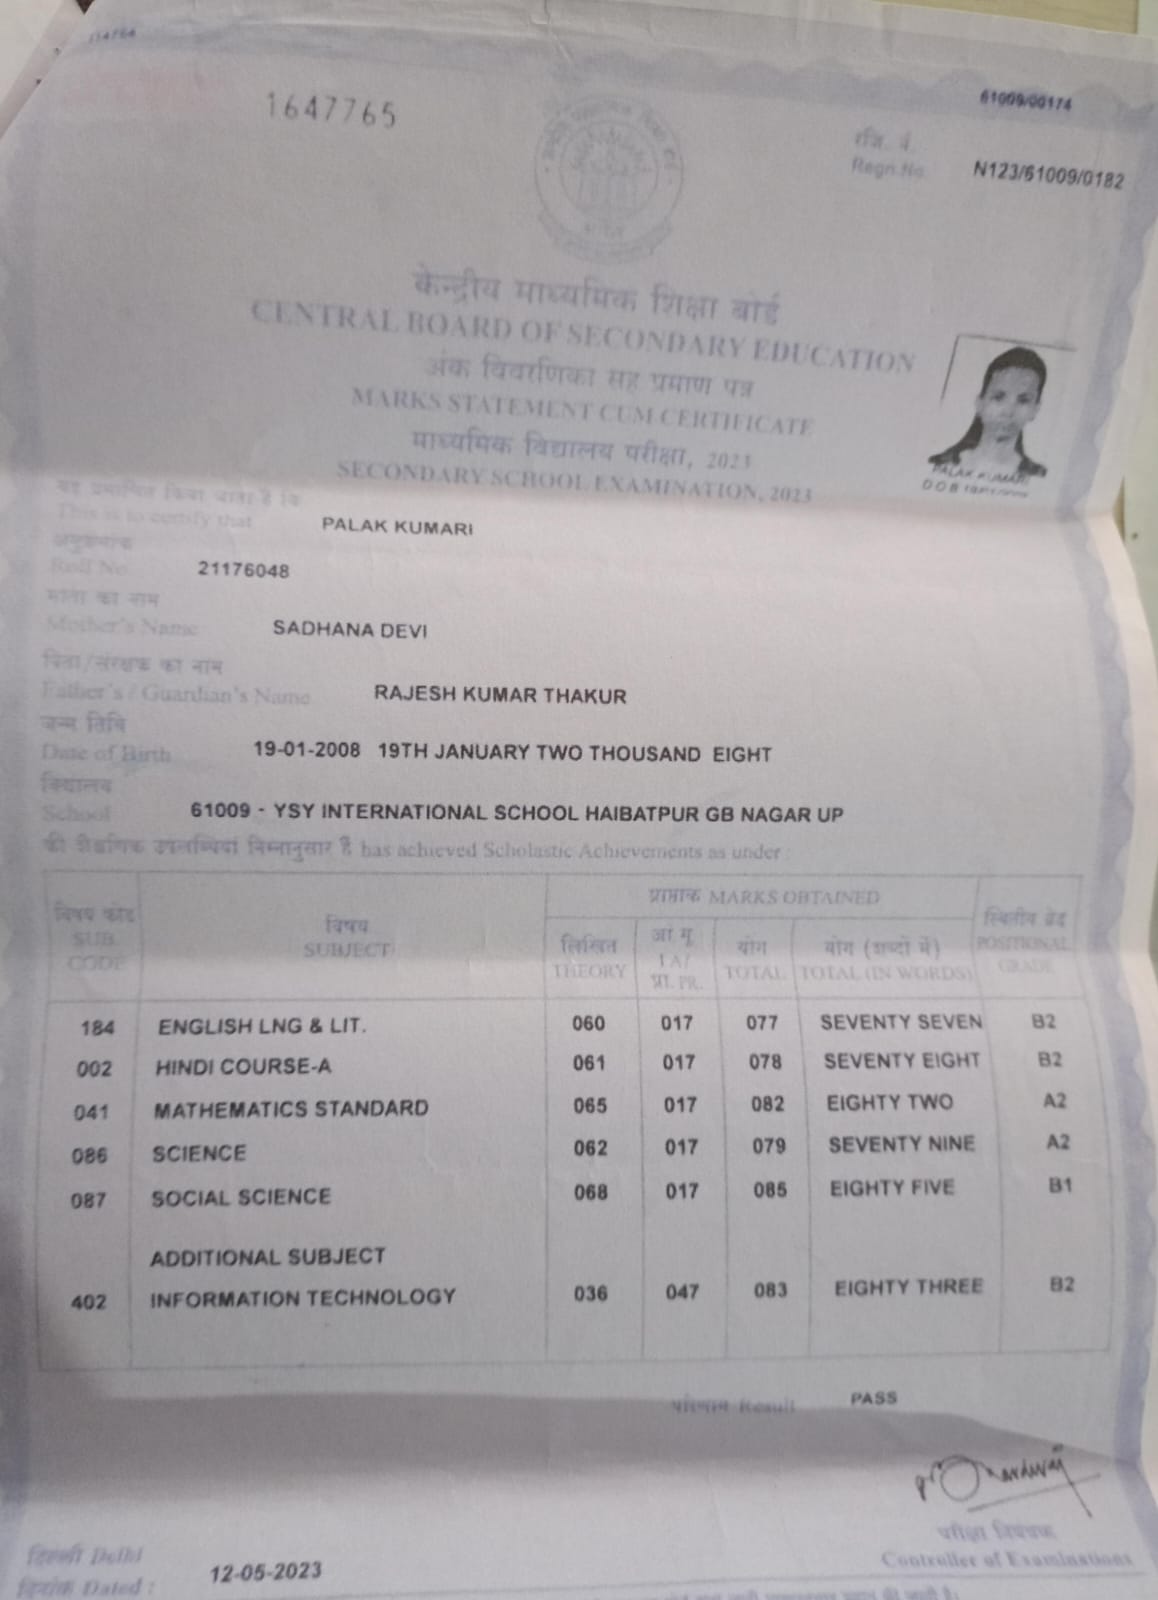 1647765
61009/00174
रजि. नं.
Regn.No. N123/61009/0182
केन्द्रीय माध्यमिक शिक्षा बोर्ड
CENTRAL BOARD OF SECONDARY EDUCATION
अंक विवरणिका सह प्रमाण पत्र
MARKS STATEMENT CUM CERTIFICATE
माध्यमिक विद्यालय परीक्षा, 2023
SECONDARY SCHOOL EXAMINATION, 2023
PALAK KUMARI
D O B
यह प्रमाणित किया जाता है कि
This is to certify that PALAK KUMARI
अनुक्रमांक
Roll No. 21176048
माता का नाम
Mother's Name SADHANA DEVI
पिता/संरक्षक का नाम
Father's / Guardian's Name RAJESH KUMAR THAKUR
जन्म तिथि
Date of Birth 19-01-2008 19TH JANUARY TWO THOUSAND EIGHT
विद्यालय
School 61009 - YSY INTERNATIONAL SCHOOL HAIBATPUR GB NAGAR UP
की शैक्षणिक उपलब्धियां निम्नानुसार है has achieved Scholastic Achievements as under :
प्राप्तांक MARKS OBTAINED
विषय कोड SUB. CODE विषय SUBJECT लिखित THEORY आं.मू. I A/ प्रा. PR. योग TOTAL योग (शब्दों में) TOTAL (IN WORDS) स्थितीय ग्रेड POSITIONAL GRADE
184 ENGLISH LNG & LIT. 060 017 077 SEVENTY SEVEN B2
002 HINDI COURSE-A 061 017 078 SEVENTY EIGHT B2
041 MATHEMATICS STANDARD 065 017 082 EIGHTY TWO A2
086 SCIENCE 062 017 079 SEVENTY NINE A2
087 SOCIAL SCIENCE 068 017 085 EIGHTY FIVE B1
ADDITIONAL SUBJECT
402 INFORMATION TECHNOLOGY 036 047 083 EIGHTY THREE B2
परिणाम Result PASS
परीक्षा नियंत्रक
Controller of Examinations
दिल्ली Delhi
दिनांक Dated : 12-05-2023